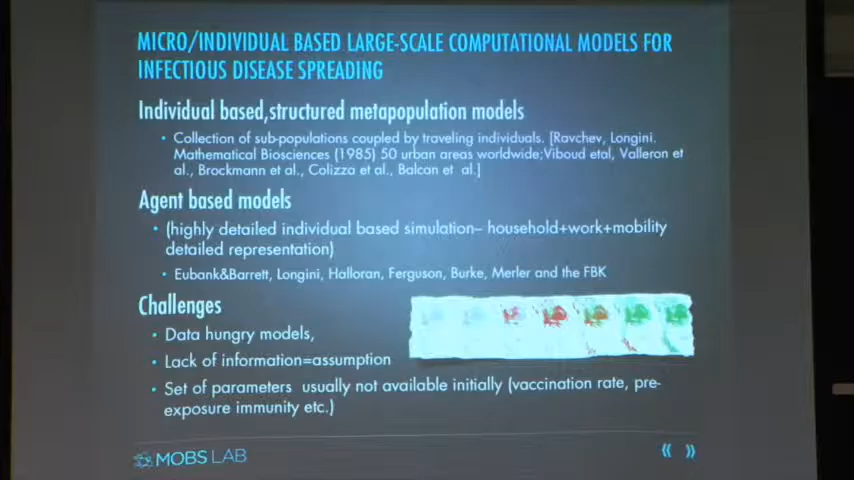 MICRO/INDIVIDUAL BASED LARGE-SCALE COMPUTATIONAL MODELS FOR
INFECTIOUS DISEASE SPREADING
Individual based,structured metapopulation models
• Collection of sub-populations coupled by traveling individuals. [Ravchev, Longini.
Mathematical Biosciences (1985) 50 urban areas worldwide;Viboud etal, Valleron et
al., Brockmann et al., Colizza et al., Balcan et al.]
Agent based models
• (highly detailed individual based simulation– household+work+mobility
detailed representation)
• Eubank&Barrett, Longini, Halloran, Ferguson, Burke, Merler and the FBK
Challenges
• Data hungry models,
• Lack of information=assumption
• Set of parameters usually not available initially (vaccination rate, pre-
exposure immunity etc.)
MOBS LAB